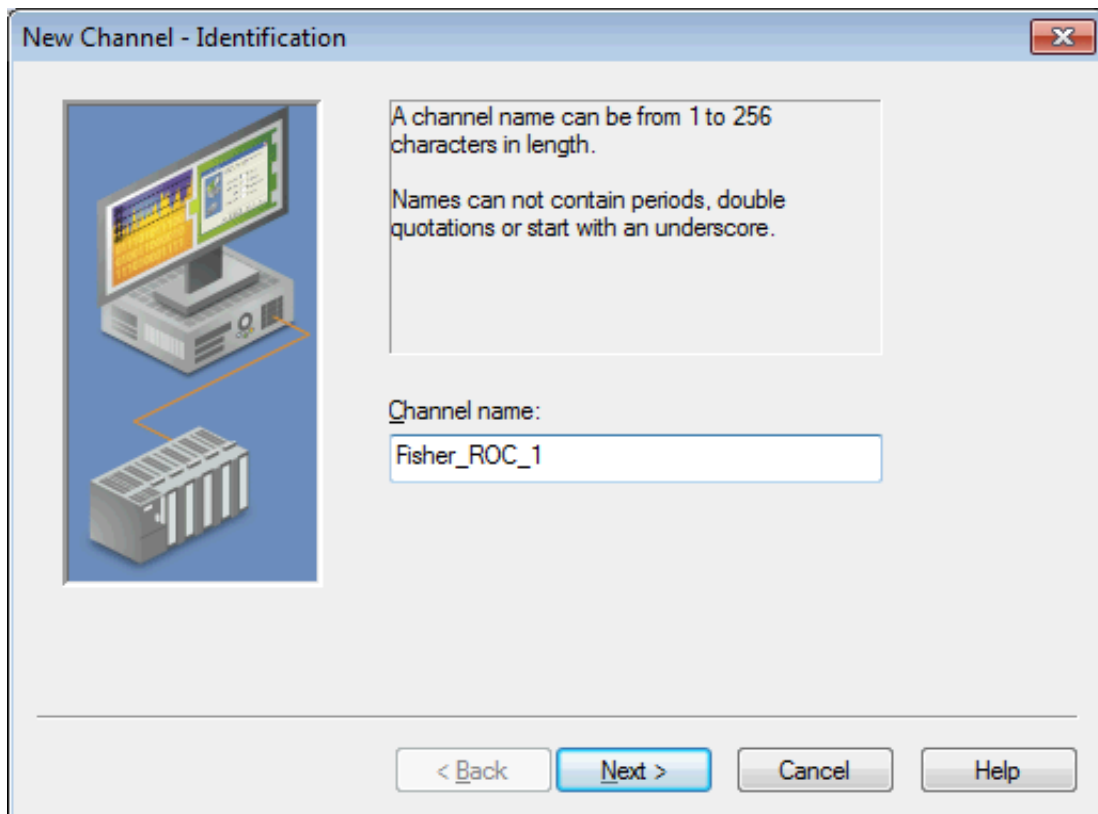 New Channel - Identification
A channel name can be from 1 to 256
characters in length.
Names can not contain periods, double
quotations or start with an underscore.
Channel name:
Fisher_ROC_1
< Back
Next >
Cancel
Help